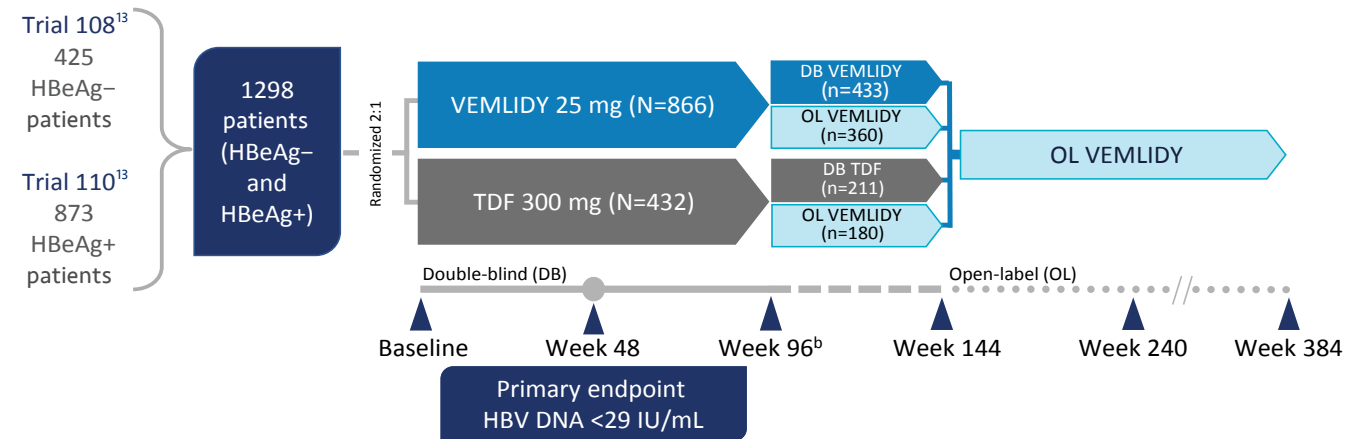 Trial 108¹³
425
HBeAg−
patients
Trial 110¹³
873
HBeAg+
patients
1298
patients
(HBeAg−
and
HBeAg+)
Randomized 2:1
VEMLIDY 25 mg (N=866)
TDF 300 mg (N=432)
DB VEMLIDY
(n=433)
OL VEMLIDY
(n=360)
DB TDF
(n=211)
OL VEMLIDY
(n=180)
OL VEMLIDY
Double-blind (DB)
Open-label (OL)
Baseline
Week 48
Week 96ᵇ
Week 144
Week 240
Week 384
Primary endpoint
HBV DNA <29 IU/mL